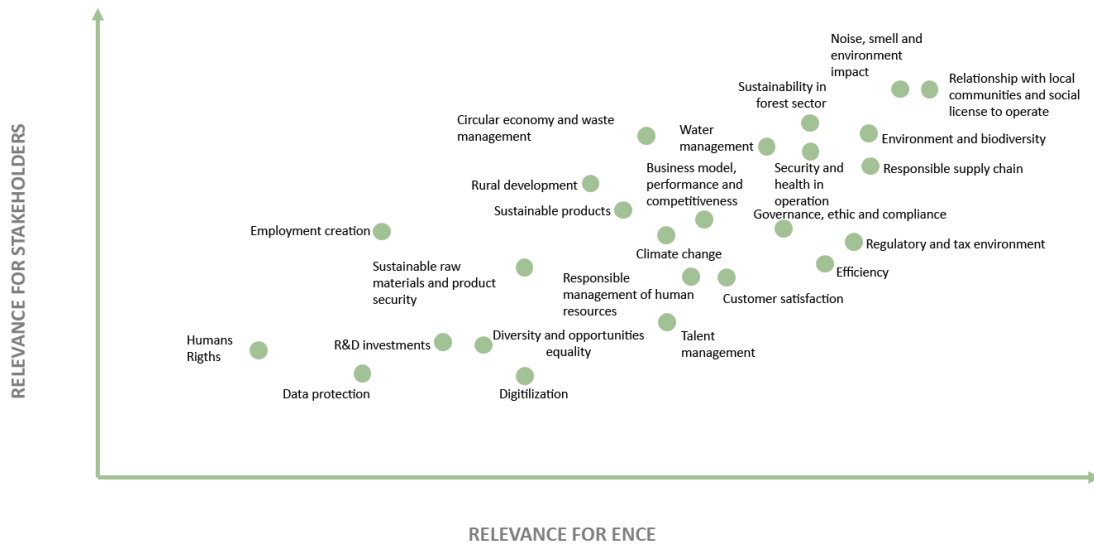 Noise, smell and
environment
impact
Relationship with local
communities and social
license to operate
Sustainability in
forest sector
Circular economy and waste
management
Water
management
Environment and biodiversity
Security and
health in
operation
Responsible supply chain
Business model,
performance and
competitiveness
Rural development
Sustainable products
Governance, ethic and compliance
Employment creation
Climate change
Regulatory and tax environment
Efficiency
Sustainable raw
materials and product
security
Responsible
management of human
resources
Customer satisfaction
Humans
Rigths
R&D investments
Diversity and opportunities
equality
Talent
management
Data protection
Digitilization
RELEVANCE FOR STAKEHOLDERS
RELEVANCE FOR ENCE